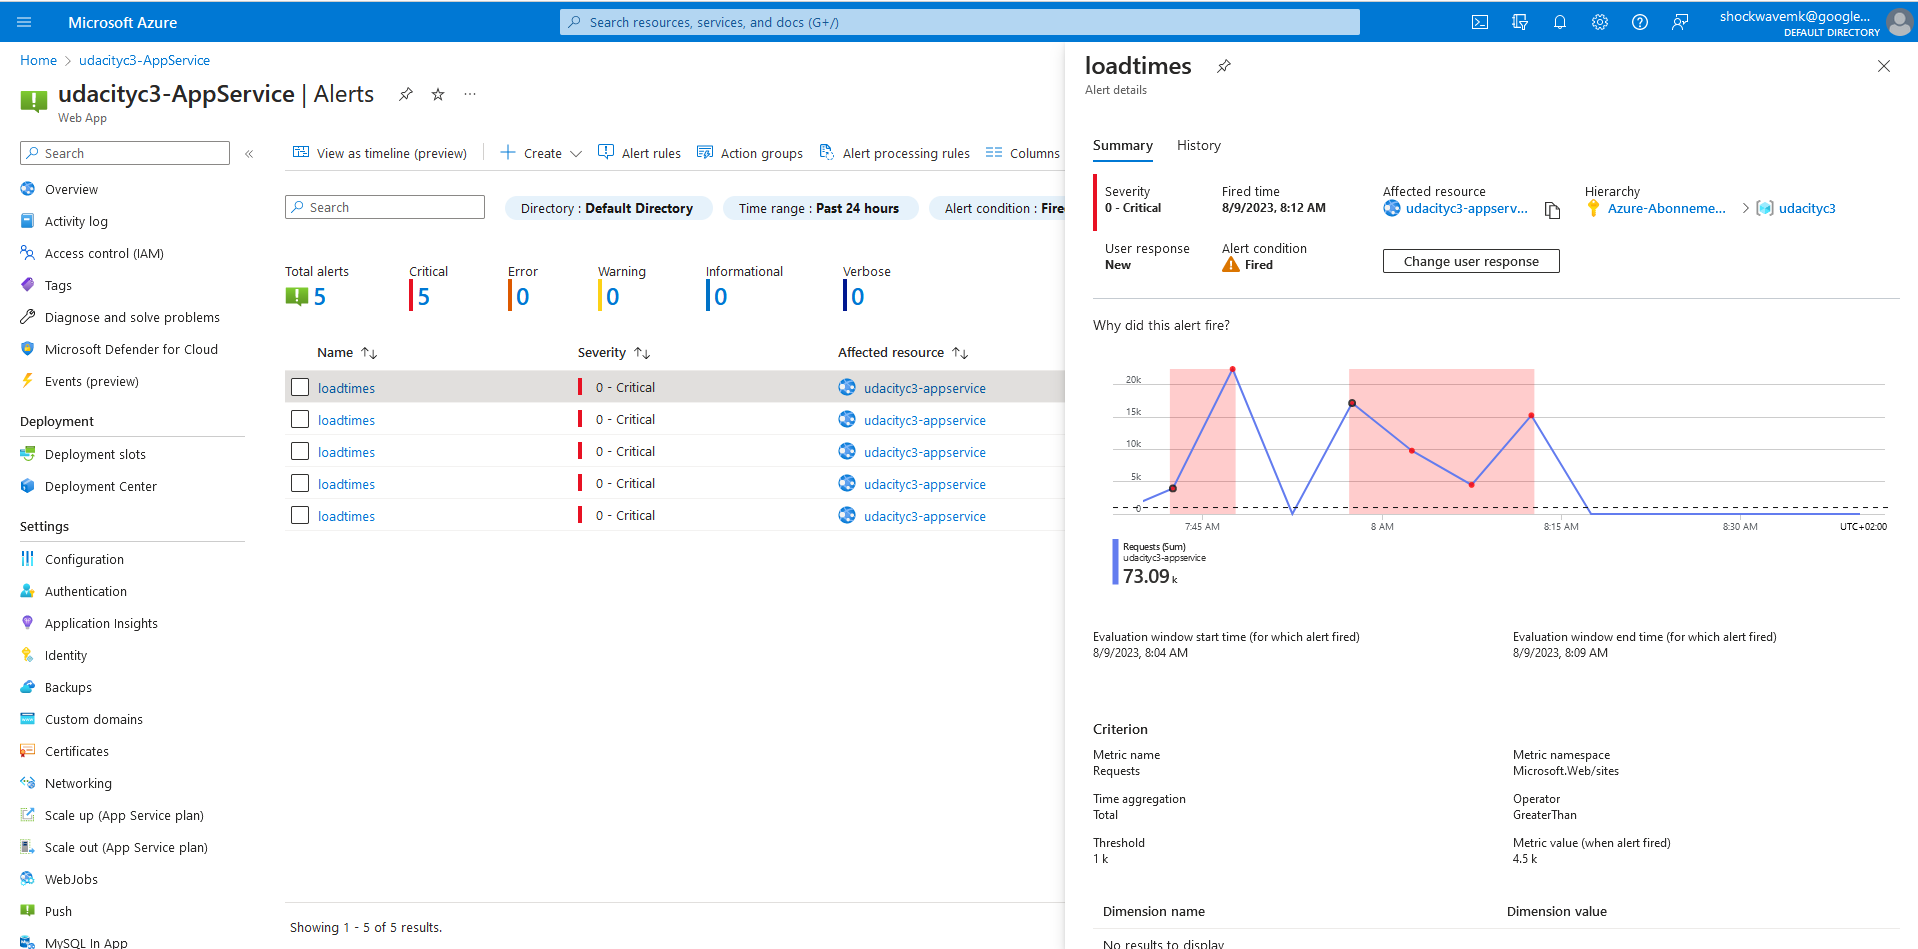 Microsoft Azure
Search resources, services, and docs (G+/)
shockwavemk@google...
DEFAULT DIRECTORY
Home > udacityc3-AppService
udacityc3-AppService | Alerts
...
Web App
Search
«
Overview
Activity log
Access control (IAM)
Tags
Diagnose and solve problems
Microsoft Defender for Cloud
Events (preview)
Deployment
Deployment slots
Deployment Center
Settings
Configuration
Authentication
Application Insights
Identity
Backups
Custom domains
Certificates
Networking
Scale up (App Service plan)
Scale out (App Service plan)
WebJobs
Push
MySQL In App
View as timeline (preview) Create Alert rules Action groups Alert processing rules Columns
Search Directory : Default Directory Time range : Past 24 hours Alert condition : Fire
Total alerts Critical Error Warning Informational Verbose
5 5 0 0 0 0
Name ↑↓ Severity ↑↓ Affected resource ↑↓
loadtimes 0 - Critical udacityc3-appservice
loadtimes 0 - Critical udacityc3-appservice
loadtimes 0 - Critical udacityc3-appservice
loadtimes 0 - Critical udacityc3-appservice
loadtimes 0 - Critical udacityc3-appservice
Showing 1 - 5 of 5 results.
loadtimes
Alert details
Summary History
Severity Fired time Affected resource Hierarchy
0 - Critical 8/9/2023, 8:12 AM udacityc3-appserv... Azure-Abonneme... > udacityc3
User response Alert condition
New Fired
Change user response
Why did this alert fire?
20k
15k
10k
5k
0
7:45 AM 8 AM 8:15 AM 8:30 AM UTC+02:00
Requests (Sum)
udacityc3-appservice
73.09 k
Evaluation window start time (for which alert fired) Evaluation window end time (for which alert fired)
8/9/2023, 8:04 AM 8/9/2023, 8:09 AM
Criterion
Metric name Metric namespace
Requests Microsoft.Web/sites
Time aggregation Operator
Total GreaterThan
Threshold Metric value (when alert fired)
1 k 4.5 k
Dimension name Dimension value
No results to display